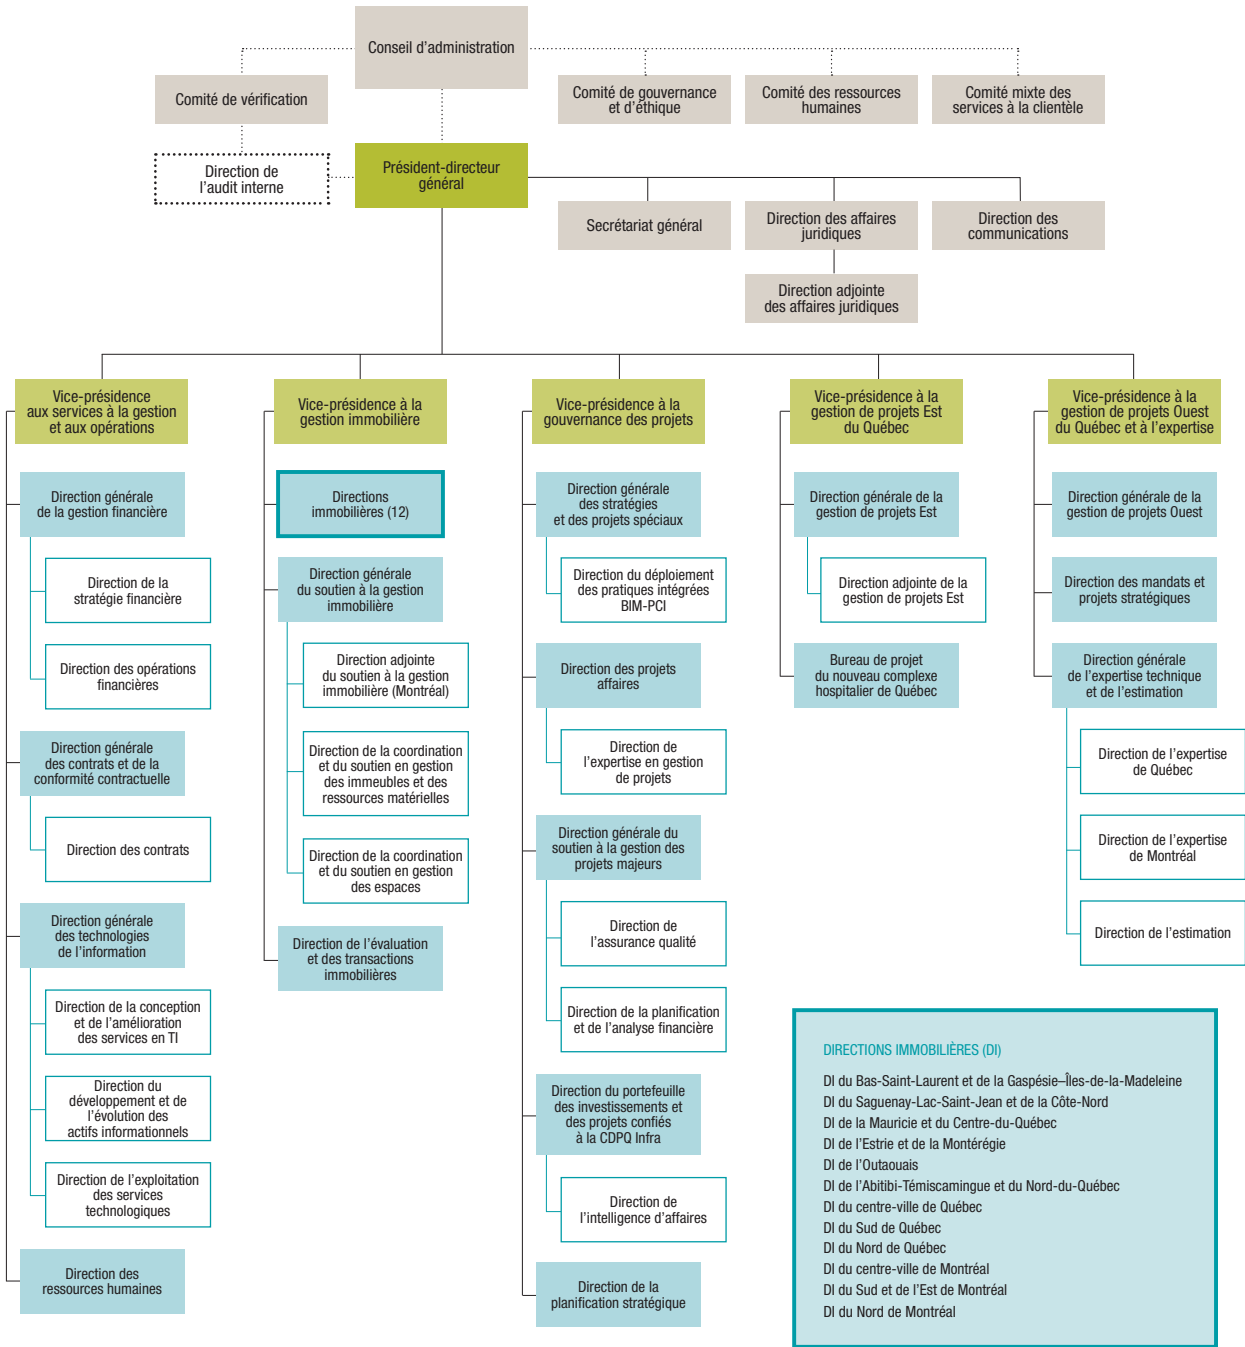 Conseil d'administration
Comité de vérification
Comité de gouvernance
et d'éthique
Comité des ressources
humaines
Comité mixte des
services à la clientèle
Direction de
l'audit interne
Président-directeur
général
Secrétariat général
Direction des affaires
juridiques
Direction des
communications
Direction adjointe
des affaires juridiques
Vice-présidence
aux services à la gestion
et aux opérations
Direction générale
de la gestion financière
Direction de la
stratégie financière
Direction des opérations
financières
Direction générale
des contrats et de la
conformité contractuelle
Direction des contrats
Direction générale
des technologies
de l'information
Direction de la conception
et de l'amélioration
des services en TI
Direction du
développement et de
l'évolution des
actifs informationnels
Direction de l'exploitation
des services
technologiques
Direction des
ressources humaines
Vice-présidence à la
gestion immobilière
Directions
immobilières (12)
Direction générale
du soutien à la gestion
immobilière
Direction adjointe
du soutien à la gestion
immobilière (Montréal)
Direction de la coordination
et du soutien en gestion
des immeubles et des
ressources matérielles
Direction de la coordination
et du soutien en gestion
des espaces
Direction de l'évaluation
et des transactions
immobilières
Vice-présidence à la
gouvernance des projets
Direction générale
des stratégies
et des projets spéciaux
Direction du déploiement
des pratiques intégrées
BIM-PCI
Direction des projets
affaires
Direction de
l'expertise en gestion
de projets
Direction générale du
soutien à la gestion des
projets majeurs
Direction de
l'assurance qualité
Direction de la planification
et de l'analyse financière
Direction du portefeuille
des investissements et
des projets confiés
à la CDPQ Infra
Direction de
l'intelligence d'affaires
Direction de la
planification stratégique
Vice-présidence à la
gestion de projets Est
du Québec
Direction générale de la
gestion de projets Est
Direction adjointe de la
gestion de projets Est
Bureau de projet
du nouveau complexe
hospitalier de Québec
Vice-présidence à la
gestion de projets Ouest
du Québec et à l'expertise
Direction générale de la
gestion de projets Ouest
Direction des mandats et
projets stratégiques
Direction générale
de l'expertise technique
et de l'estimation
Direction de l'expertise
de Québec
Direction de l'expertise
de Montréal
Direction de l'estimation
DIRECTIONS IMMOBILIÈRES (DI)
DI du Bas-Saint-Laurent et de la Gaspésie–Îles-de-la-Madeleine
DI du Saguenay-Lac-Saint-Jean et de la Côte-Nord
DI de la Mauricie et du Centre-du-Québec
DI de l'Estrie et de la Montérégie
DI de l'Outaouais
DI de l'Abitibi-Témiscamingue et du Nord-du-Québec
DI du centre-ville de Québec
DI du Sud de Québec
DI du Nord de Québec
DI du centre-ville de Montréal
DI du Sud et de l'Est de Montréal
DI du Nord de Montréal